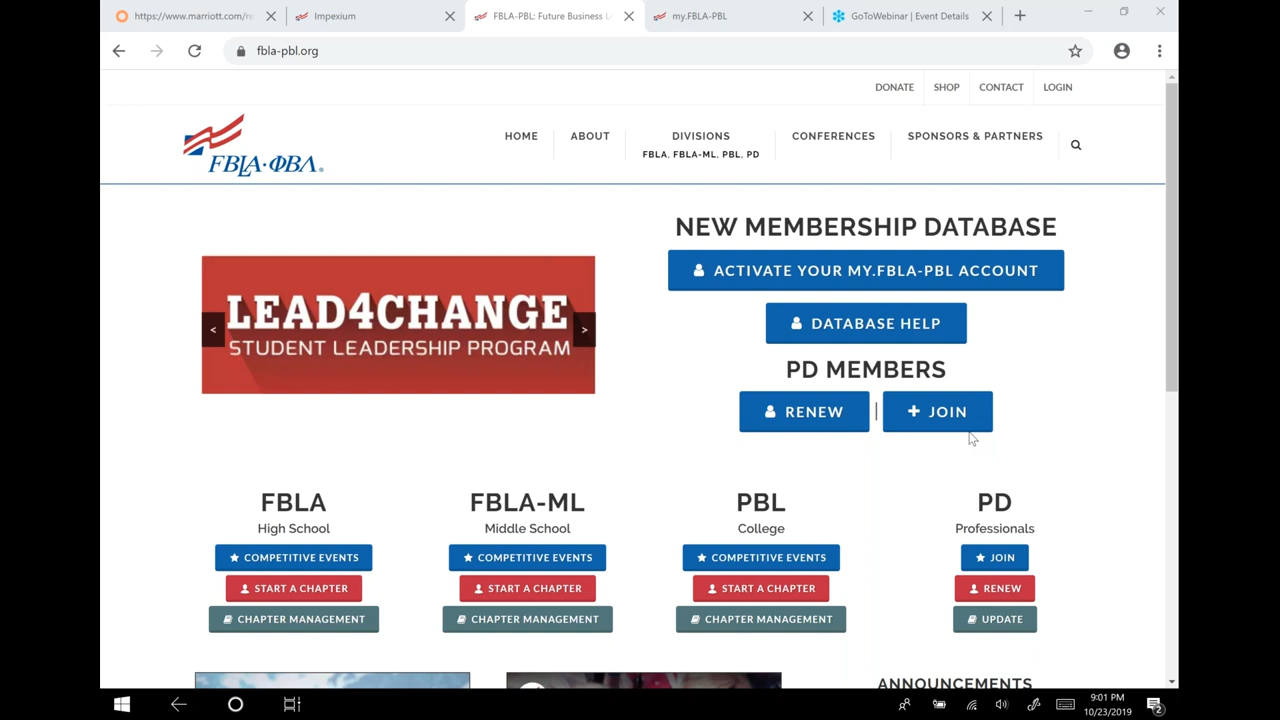 https://www.marriott.com/re
Impexium
FBLA-PBL: Future Business L
my.FBLA-PBL
GoToWebinar | Event Details
fbla-pbl.org
DONATE
SHOP
CONTACT
LOGIN
FBLA·ΦBΛ®
HOME
ABOUT
DIVISIONS
FBLA, FBLA-ML, PBL, PD
CONFERENCES
SPONSORS & PARTNERS
LEAD4CHANGE
STUDENT LEADERSHIP PROGRAM
<
>
NEW MEMBERSHIP DATABASE
ACTIVATE YOUR MY.FBLA-PBL ACCOUNT
DATABASE HELP
PD MEMBERS
RENEW | JOIN
FBLA
High School
COMPETITIVE EVENTS
START A CHAPTER
CHAPTER MANAGEMENT
FBLA-ML
Middle School
COMPETITIVE EVENTS
START A CHAPTER
CHAPTER MANAGEMENT
PBL
College
COMPETITIVE EVENTS
START A CHAPTER
CHAPTER MANAGEMENT
PD
Professionals
JOIN
RENEW
UPDATE
ANNOUNCEMENTS
9:01 PM
10/23/2019
2